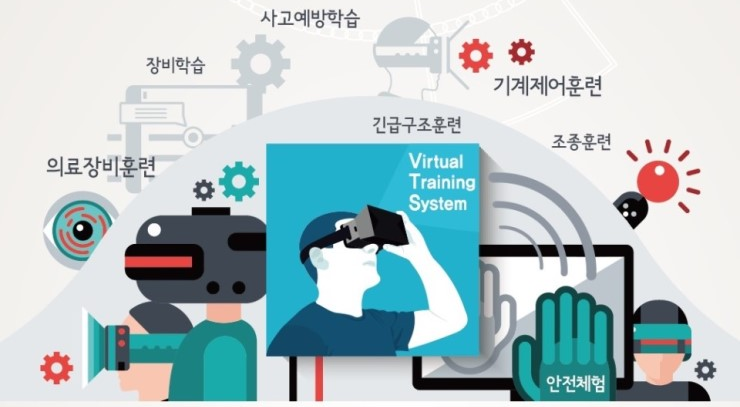 사고예방학습
장비학습
기계제어훈련
긴급구조훈련
조종훈련
의료장비훈련
Virtual
Training
System
안전체험